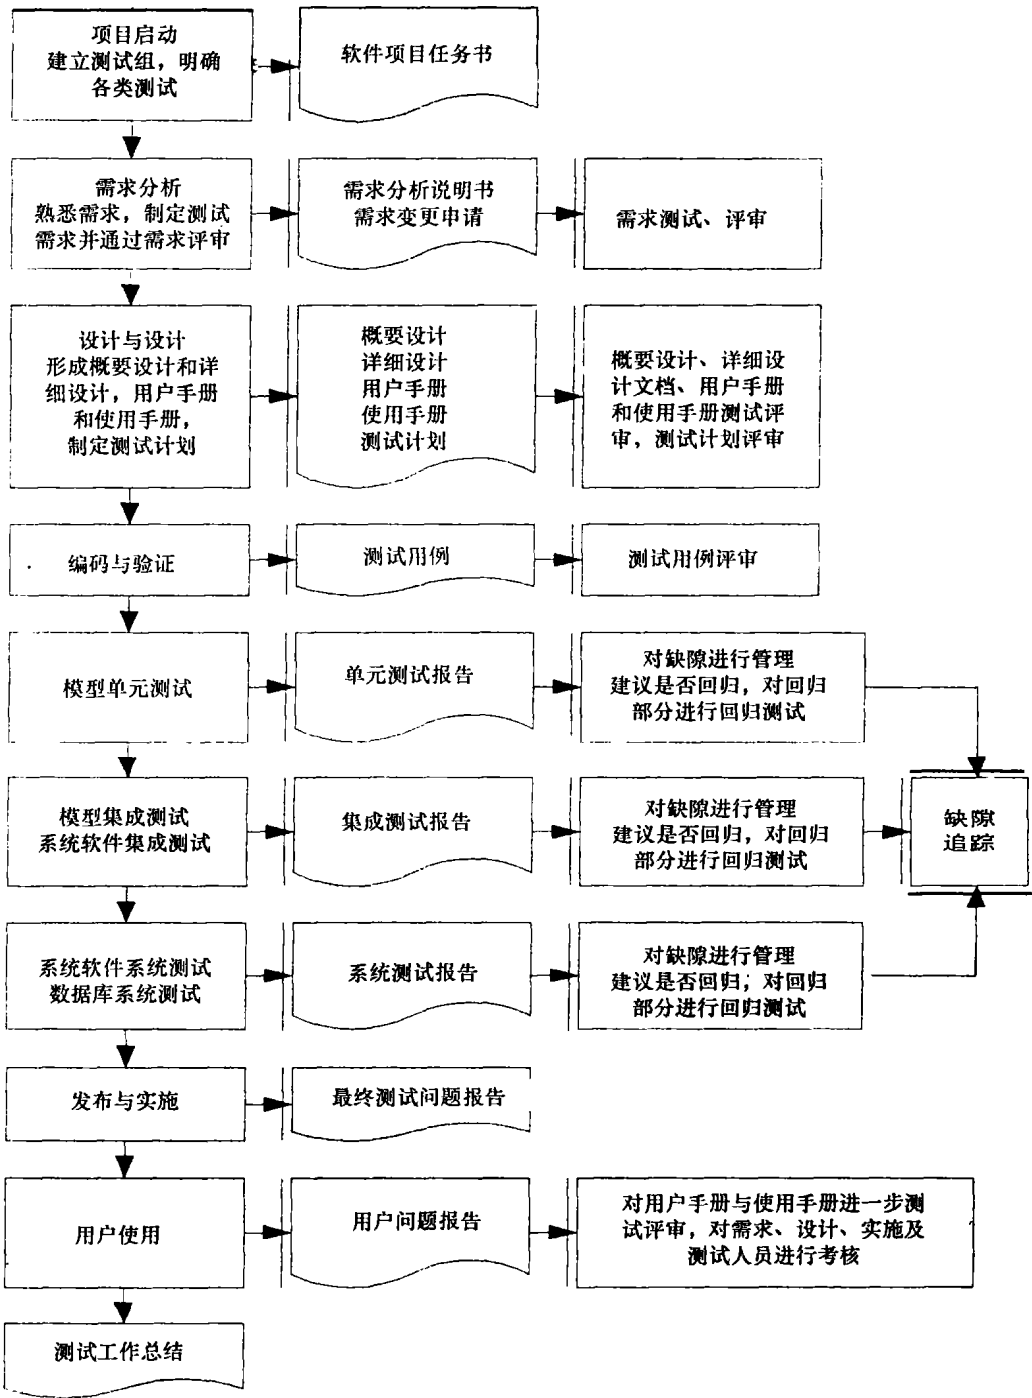 项目启动
建立测试组，明确
各类测试
软件项目任务书
需求分析
熟悉需求，制定测试
需求并通过需求评审
需求分析说明书
需求变更申请
需求测试、评审
设计与设计
形成概要设计和详
细设计，用户手册
和使用手册，
制定测试计划
概要设计
详细设计
用户手册
使用手册
测试计划
概要设计、详细设
计文档、用户手册
和使用手册测试评
审，测试计划评审
编码与验证
测试用例
测试用例评审
模型单元测试
单元测试报告
对缺隙进行管理
建议是否回归，对回归
部分进行回归测试
模型集成测试
系统软件集成测试
集成测试报告
对缺隙进行管理
建议是否回归，对回归
部分进行回归测试
缺隙
追踪
系统软件系统测试
数据库系统测试
系统测试报告
对缺隙进行管理
建议是否回归；对回归
部分进行回归测试
发布与实施
最终测试问题报告
用户使用
用户问题报告
对用户手册与使用手册进一步测
试评审，对需求、设计、实施及
测试人员进行考核
测试工作总结